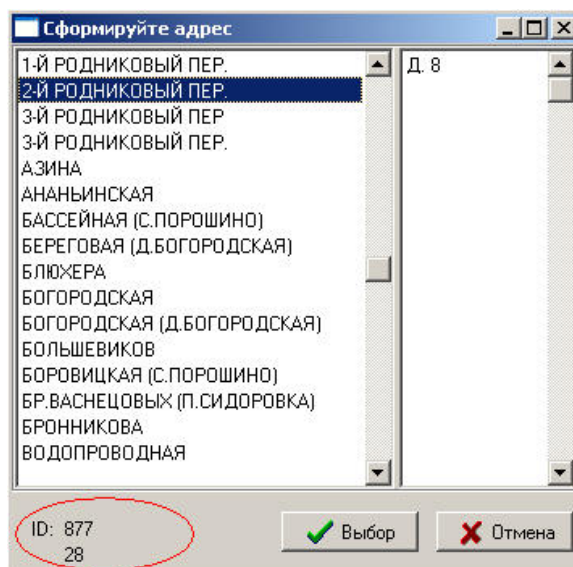 Сформируйте адрес
1-Й РОДНИКОВЫЙ ПЕР.
2-Й РОДНИКОВЫЙ ПЕР.
3-Й РОДНИКОВЫЙ ПЕР
3-Й РОДНИКОВЫЙ ПЕР.
АЗИНА
АНАНЬИНСКАЯ
БАССЕЙНАЯ (С.ПОРОШИНО)
БЕРЕГОВАЯ (Д.БОГОРОДСКАЯ)
БЛЮХЕРА
БОГОРОДСКАЯ
БОГОРОДСКАЯ (Д.БОГОРОДСКАЯ)
БОЛЬШЕВИКОВ
БОРОВИЦКАЯ (С.ПОРОШИНО)
БР.ВАСНЕЦОВЫХ (П.СИДОРОВКА)
БРОННИКОВА
ВОДОПРОВОДНАЯ
Д. 8
ID: 877
28
Выбор
Отмена